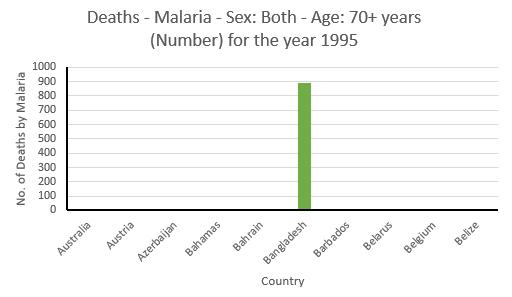 Deaths - Malaria - Sex: Both - Age: 70+ years
(Number) for the year 1995
No. of Deaths by Malaria
1000
900
800
700
600
500
400
300
200
100
0
Australia
Austria
Azerbaijan
Bahamas
Bahrain
Bangladesh
Barbados
Belarus
Belgium
Belize
Country